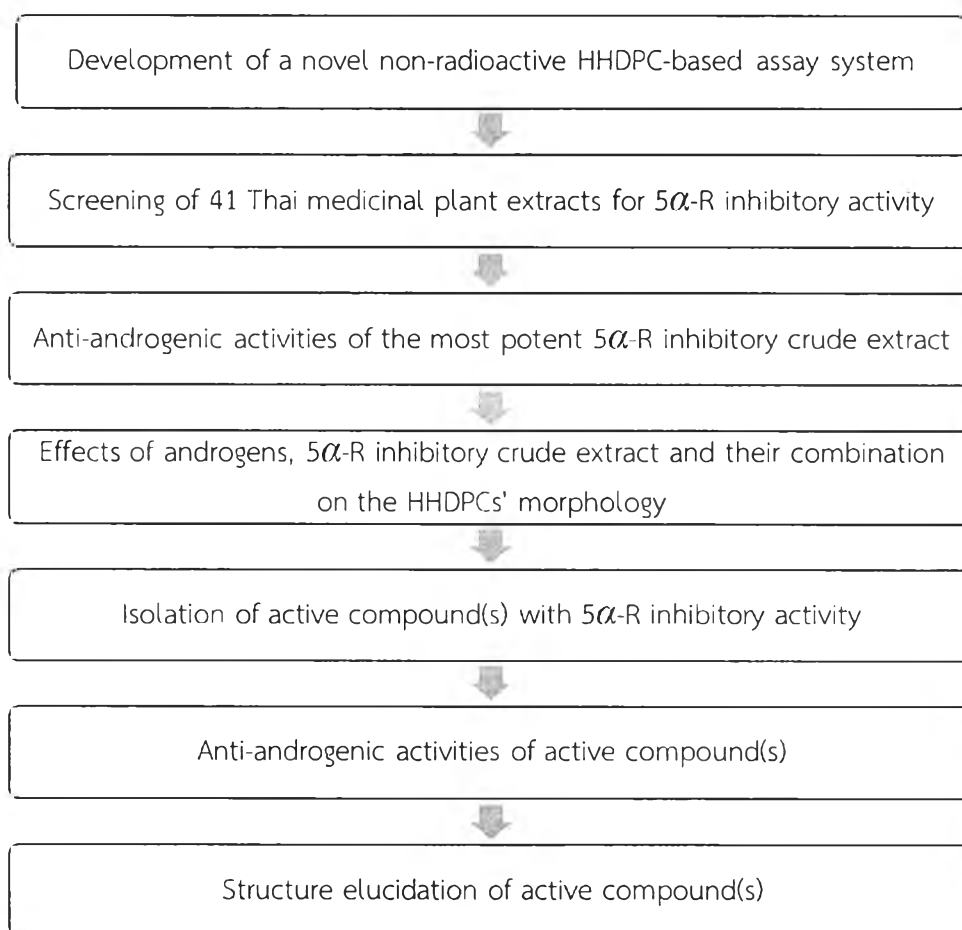 Development of a novel non-radioactive HHDPC-based assay system
Screening of 41 Thai medicinal plant extracts for 5α-R inhibitory activity
Anti-androgenic activities of the most potent 5α-R inhibitory crude extract
Effects of androgens, 5α-R inhibitory crude extract and their combination
on the HHDPCs' morphology
Isolation of active compound(s) with 5α-R inhibitory activity
Anti-androgenic activities of active compound(s)
Structure elucidation of active compound(s)